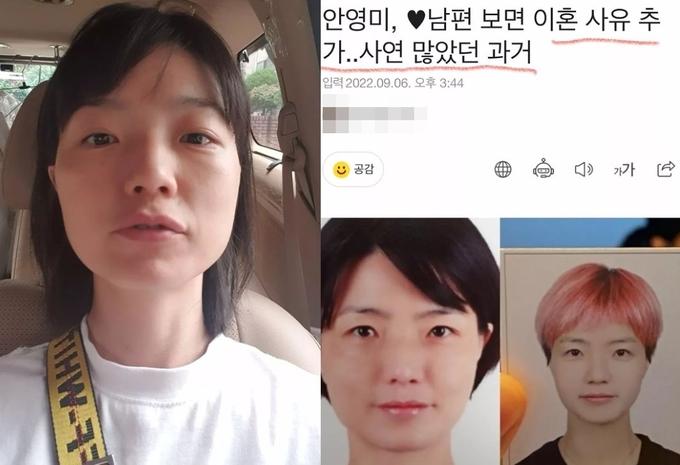 안영미, ♥남편 보면 이혼 사유 추
가..사연 많았던 과거
입력 2022.09.06. 오후 3:44
공감
가가